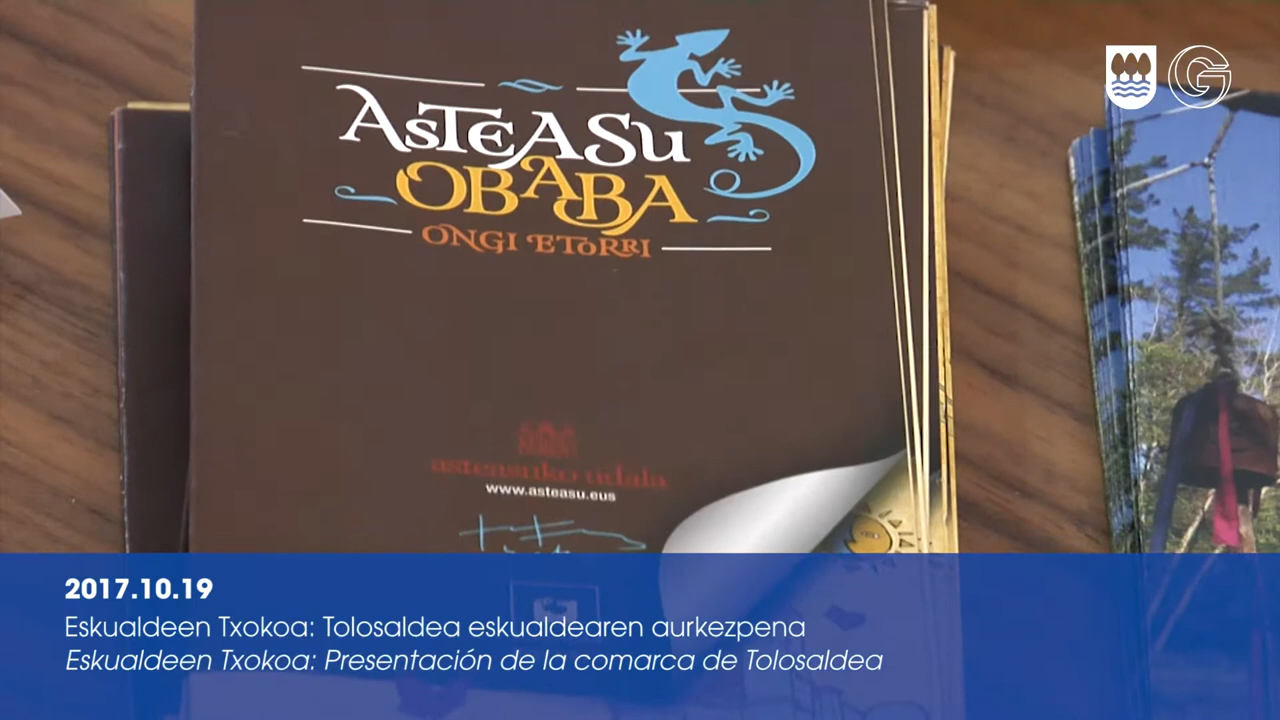 ASTEASU
OBABA
ONGI ETORRI
asteasuko udala
www.asteasu.eus
2017.10.19
Eskualdeen Txokoa: Tolosaldea eskualdearen aurkezpena
Eskualdeen Txokoa: Presentación de la comarca de Tolosaldea